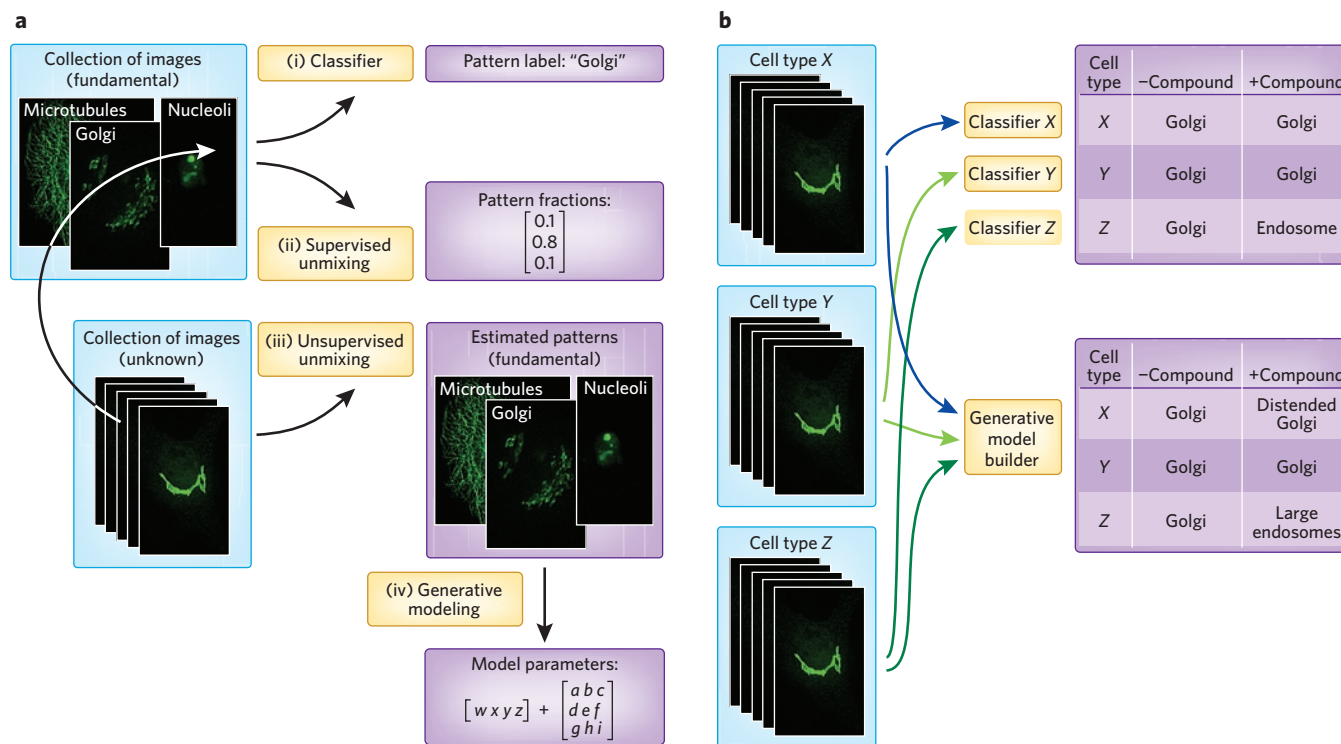 a
Collection of images
(fundamental)
Microtubules
Golgi
Nucleoli
(i) Classifier
Pattern label: “Golgi”
(ii) Supervised
unmixing
Pattern fractions:
0.1
0.8
0.1
Collection of images
(unknown)
(iii) Unsupervised
unmixing
Estimated patterns
(fundamental)
Microtubules
Golgi
Nucleoli
(iv) Generative
modeling
Model parameters:
[w x y z] + [a b c
d e f
g h i]
b
Cell type X
Cell type Y
Cell type Z
Classifier X
Classifier Y
Classifier Z
Generative
model
builder
Cell
type –Compound +Compound
X Golgi Golgi
Y Golgi Golgi
Z Golgi Endosome
Cell
type –Compound +Compound
X Golgi Distended
Golgi
Y Golgi Golgi
Z Golgi Large
endosomes